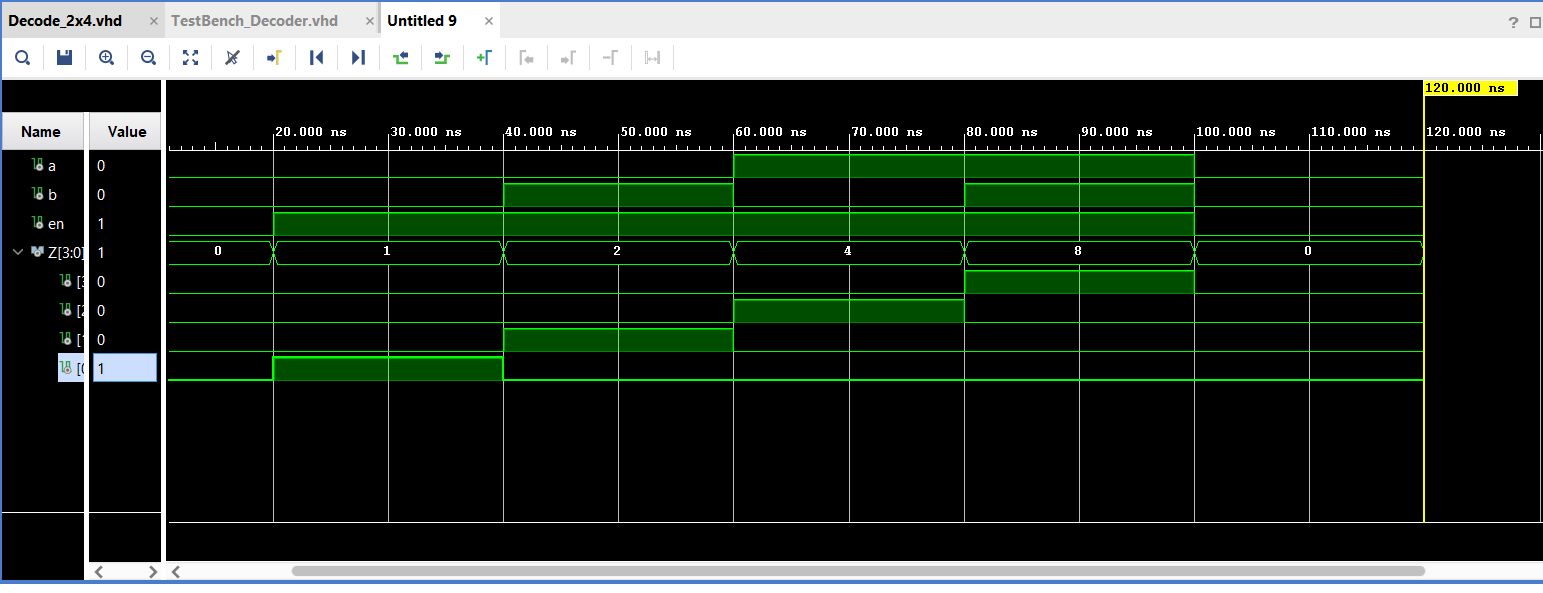 Decode_2x4.vhd × TestBench_Decoder.vhd × Untitled 9 ×
?
120.000 ns
Name Value
20.000 ns 30.000 ns 40.000 ns 50.000 ns 60.000 ns 70.000 ns 80.000 ns 90.000 ns 100.000 ns 110.000 ns 120.000 ns
a 0
b 0
en 1
Z[3:0] 1 0 1 2 4 8 0
[3 0
[2 0
[1 0
[0 1